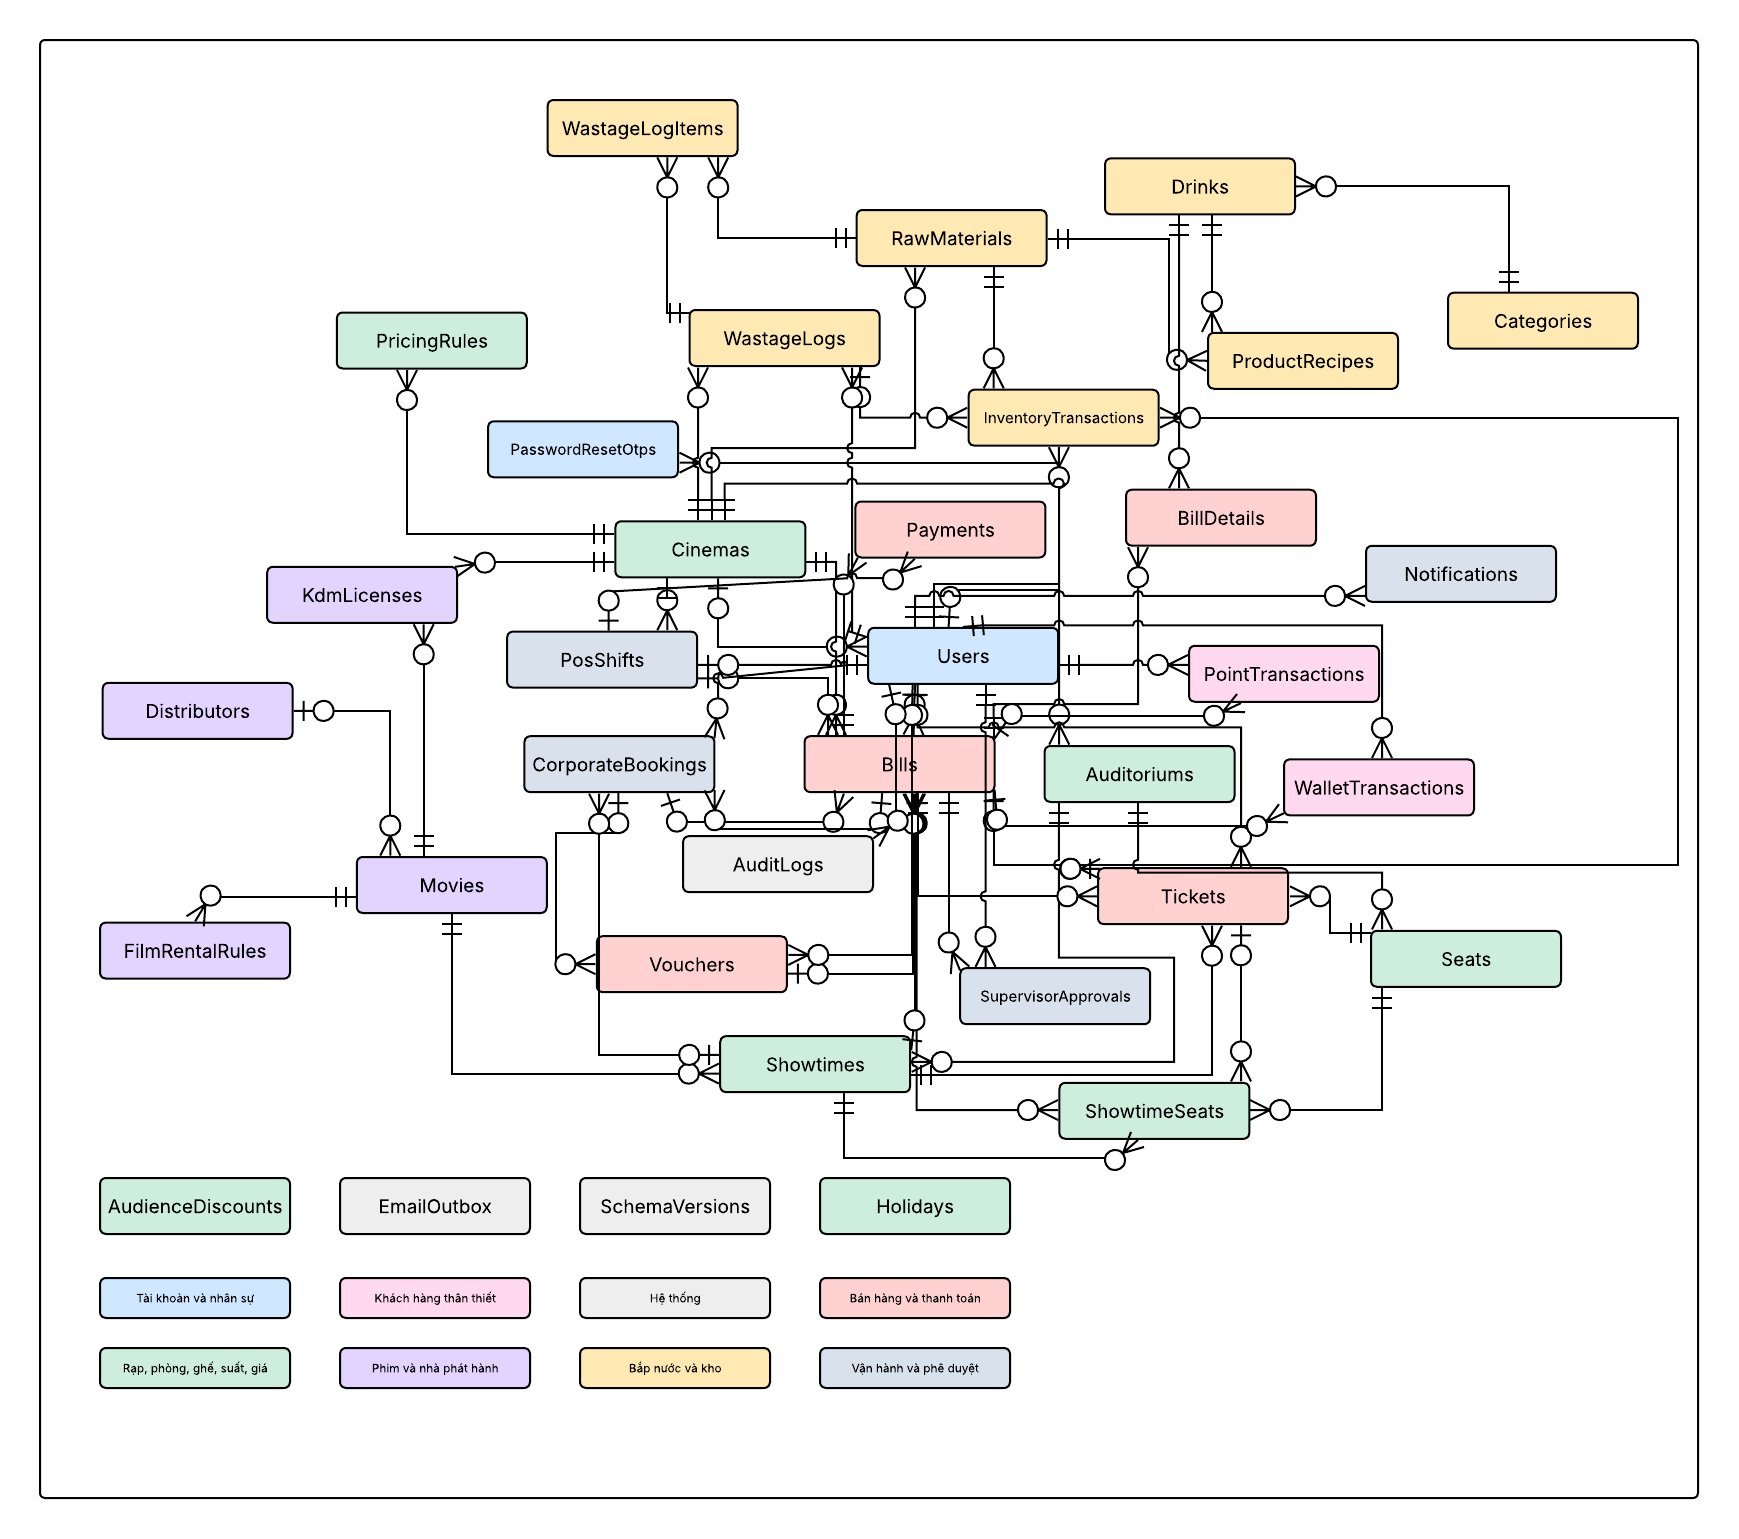 WastageLogItems
Drinks
RawMaterials
Categories
PricingRules
WastageLogs
ProductRecipes
InventoryTransactions
PasswordResetOtps
BillDetails
Payments
Cinemas
Notifications
KdmLicenses
Users
PosShifts
PointTransactions
Distributors
CorporateBookings
Bills
Auditoriums
WalletTransactions
AuditLogs
Movies
Tickets
FilmRentalRules
Vouchers
Seats
SupervisorApprovals
Showtimes
ShowtimeSeats
AudienceDiscounts
EmailOutbox
SchemaVersions
Holidays
Tài khoản và nhân sự
Khách hàng thân thiết
Hệ thống
Bán hàng và thanh toán
Rạp, phòng, ghế, suất, giá
Phim và nhà phát hành
Bắp nước và kho
Vận hành và phê duyệt